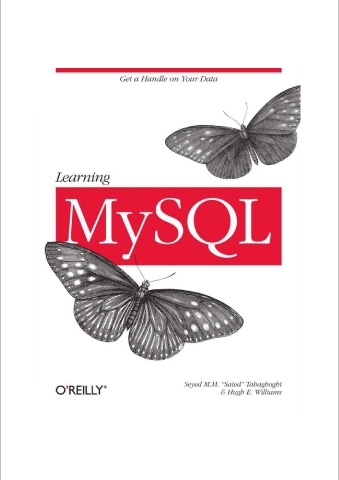 Get a Handle on Your Data
Learning
MySQL
Seyed M.M. "Saied" Tahaghoghi
& Hugh E. Williams
O'REILLY®